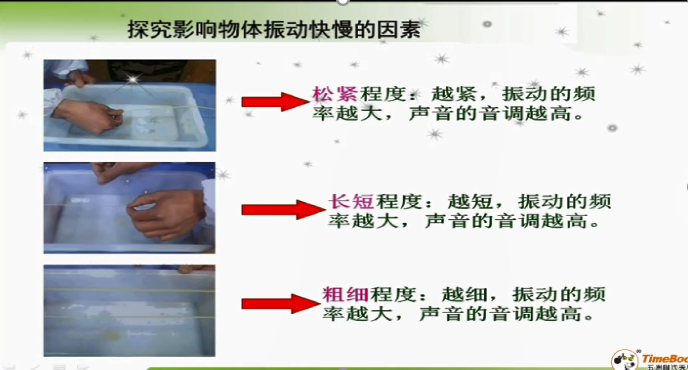 探究影响物体振动快慢的因素
松紧程度：越紧，振动的频
率越大，声音的音调越高。
长短程度：越短，振动的频
率越大，声音的音调越高。
粗细程度：越细，振动的频
率越大，声音的音调越高。